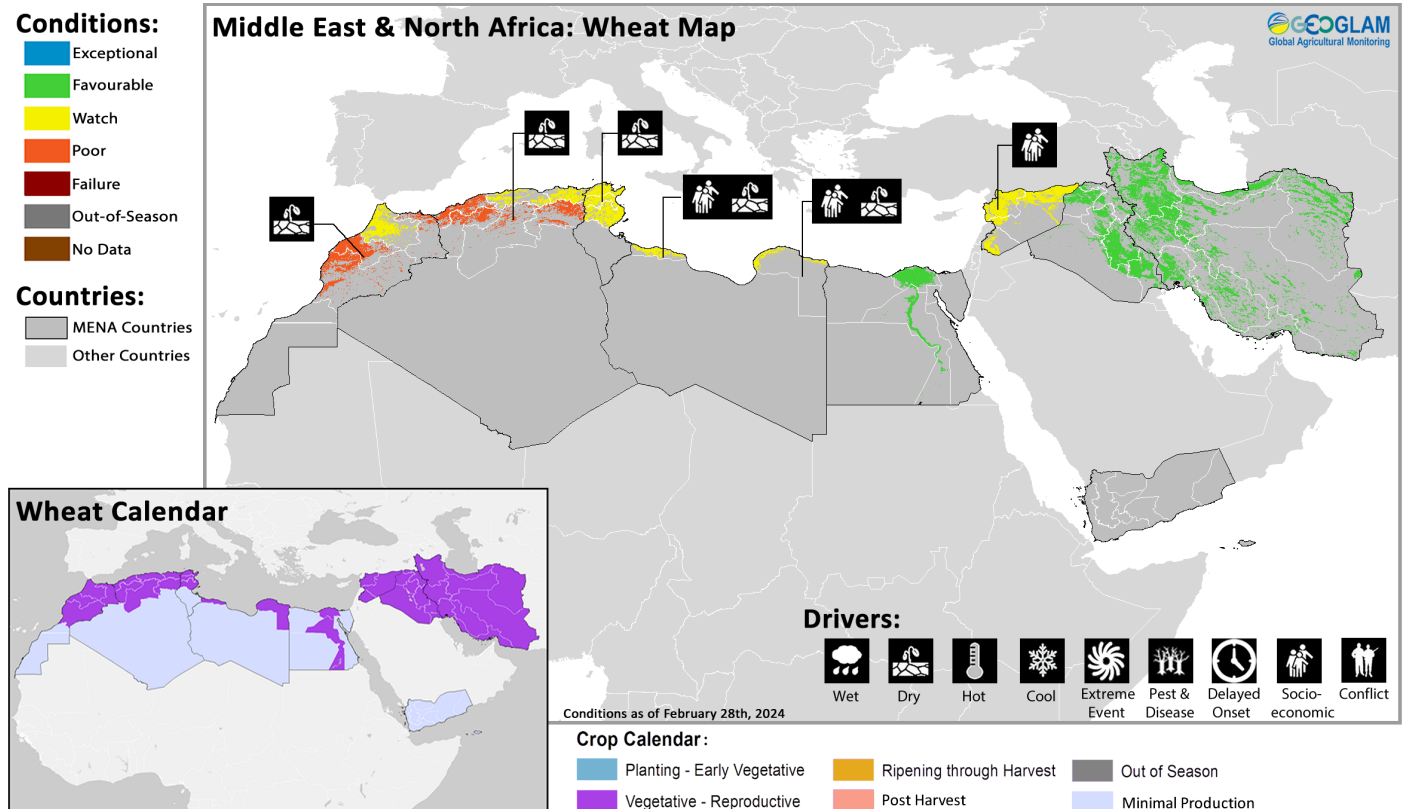 Conditions:
Exceptional
Favourable
Watch
Poor
Failure
Out-of-Season
No Data
Countries:
MENA Countries
Other Countries
Middle East & North Africa: Wheat Map
GEOGLAM
Global Agricultural Monitoring
Wheat Calendar
Drivers:
Wet
Dry
Hot
Cool
Extreme
Event
Pest &
Disease
Delayed
Onset
Socio-
economic
Conflict
Conditions as of February 28th, 2024
Crop Calendar:
Planting - Early Vegetative
Ripening through Harvest
Out of Season
Vegetative - Reproductive
Post Harvest
Minimal Production